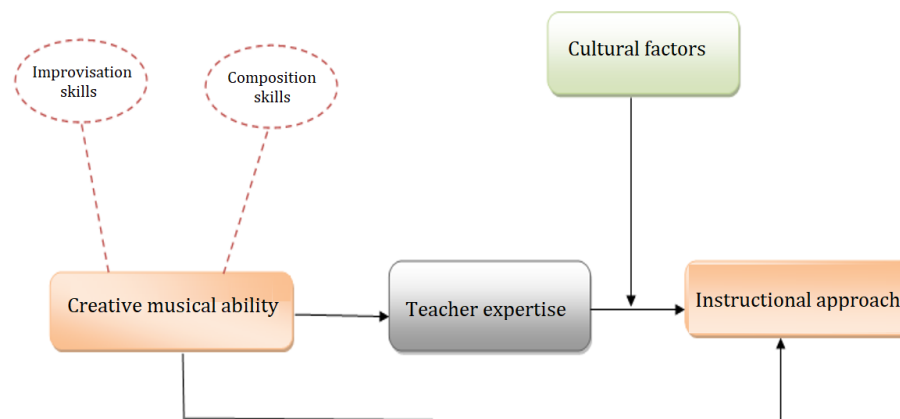 Cultural factors
Improvisation
skills
Composition
skills
Creative musical ability
Teacher expertise
Instructional approach